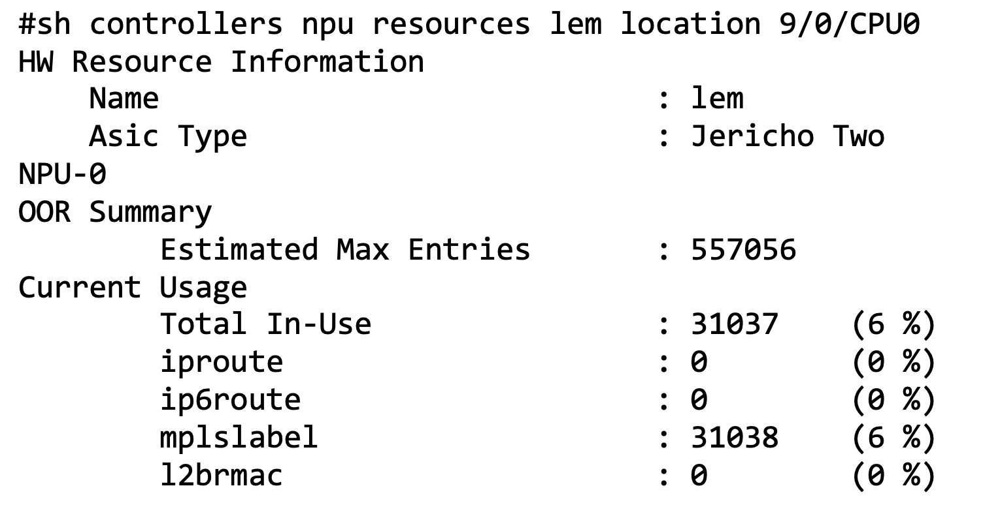 #sh controllers npu resources lem location 9/0/CPU0
HW Resource Information
    Name                            : lem
    Asic Type                       : Jericho Two
NPU-0
OOR Summary
        Estimated Max Entries       : 557056
Current Usage
        Total In-Use                : 31037    (6 %)
        iproute                     : 0        (0 %)
        ip6route                    : 0        (0 %)
        mplslabel                   : 31038    (6 %)
        l2brmac                     : 0        (0 %)